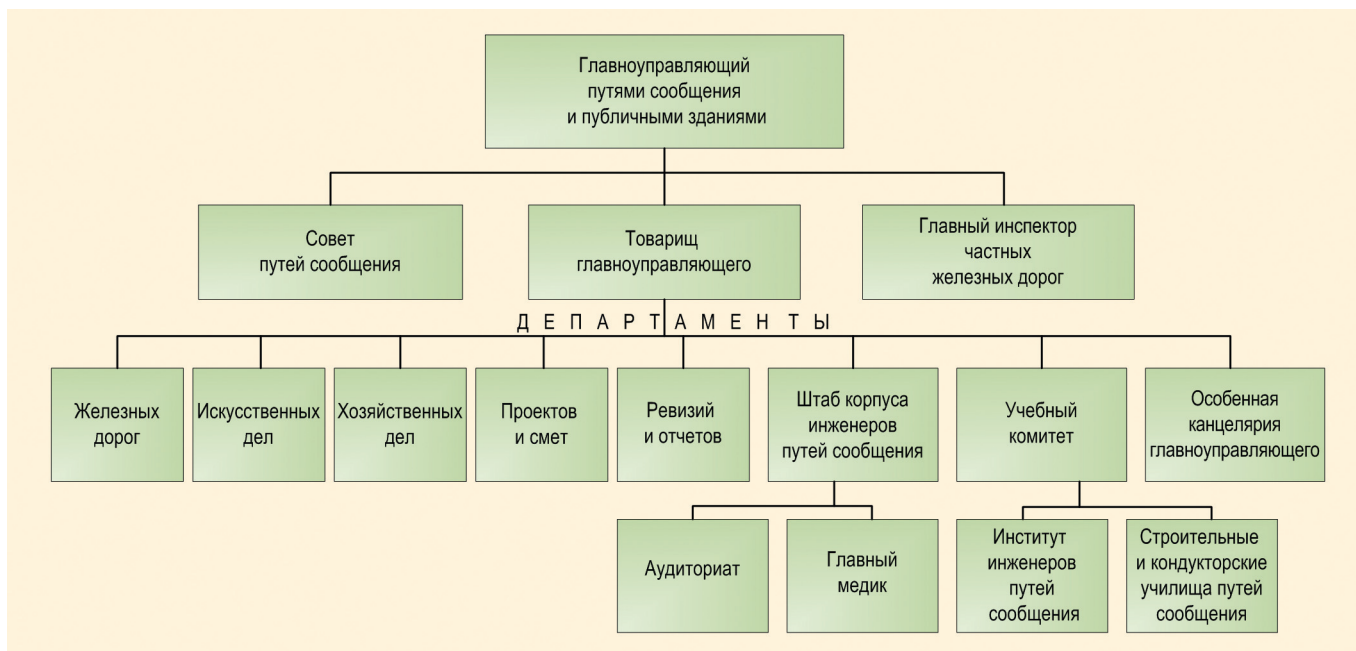 Главноуправляющий
путями сообщения
и публичными зданиями
Совет
путей сообщения
Товарищ
главноуправляющего
Главный инспектор
частных
железных дорог
ДЕПАРТАМЕНТЫ
Железных
дорог
Искусственных
дел
Хозяйственных
дел
Проектов
и смет
Ревизий
и отчетов
Штаб корпуса
инженеров
путей сообщения
Учебный
комитет
Особенная
канцелярия
главноуправляющего
Аудиториат
Главный
медик
Институт
инженеров
путей
сообщения
Строительные
и кондукторские
училища путей
сообщения